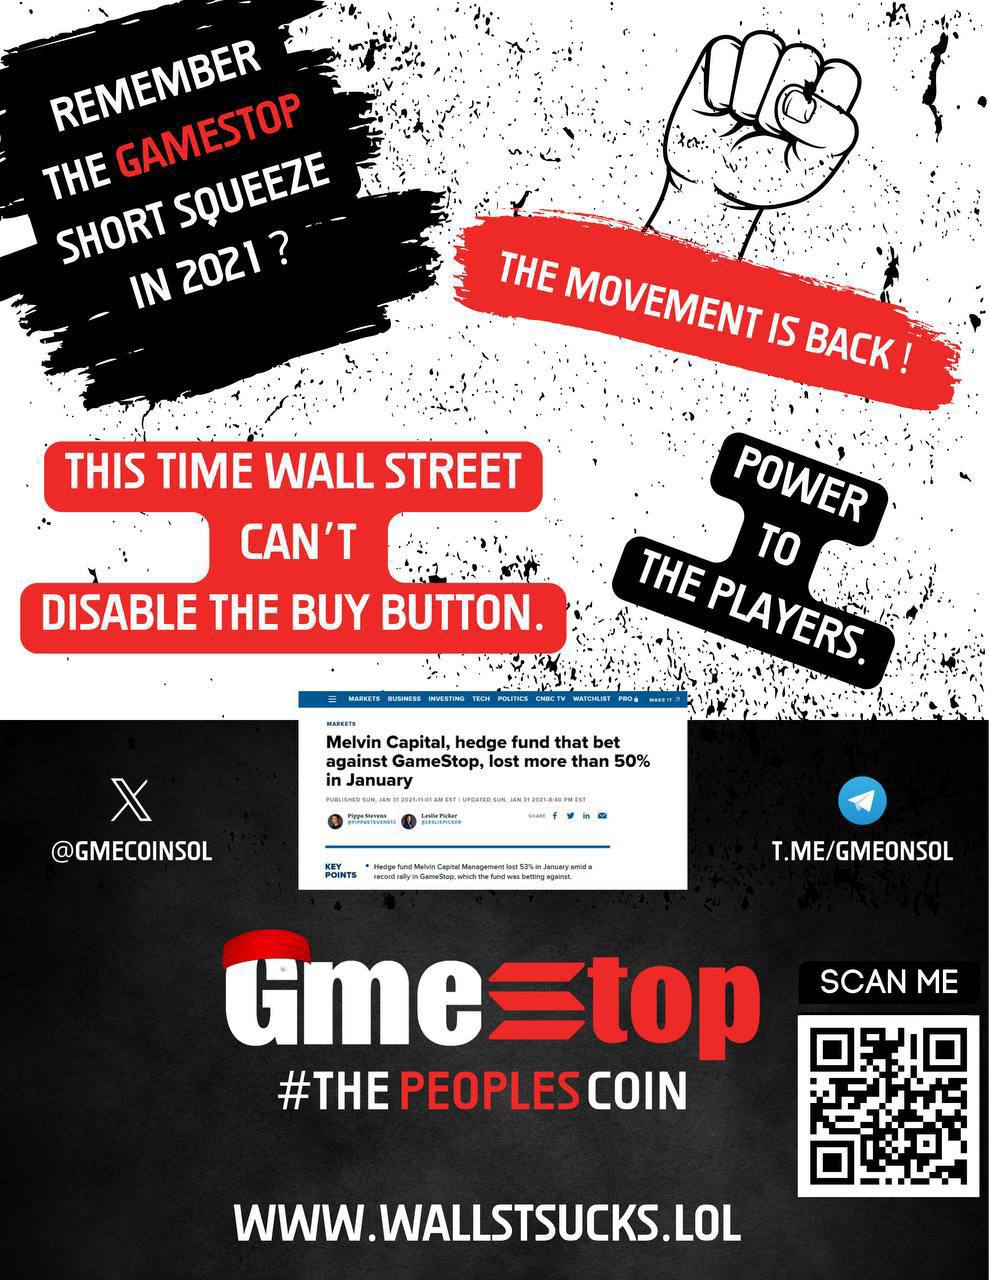 REMEMBER
THE GAMESTOP
SHORT SQUEEZE
IN 2021 ?
THE MOVEMENT IS BACK !
THIS TIME WALL STREET
CAN'T
DISABLE THE BUY BUTTON.
POWER
TO
THE PLAYERS.
MARKETS BUSINESS INVESTING TECH POLITICS CNBC TV WATCHLIST PRO MAKE IT
MARKETS
Melvin Capital, hedge fund that bet
against GameStop, lost more than 50%
in January
PUBLISHED SUN, JAN 31 2021-11:01 AM EST | UPDATED SUN, JAN 31 2021-8:40 PM EST
Pippa Stevens
@PIPPASTEVENS13
Leslie Picker
@LESLIEPICKER
SHARE
KEY
POINTS
• Hedge fund Melvin Capital Management lost 53% in January amid a
record rally in GameStop, which the fund was betting against.
@GMECOINSOL
T.ME/GMEONSOL
Gmestop
#THE PEOPLES COIN
SCAN ME
WWW.WALLSTSUCKS.LOL